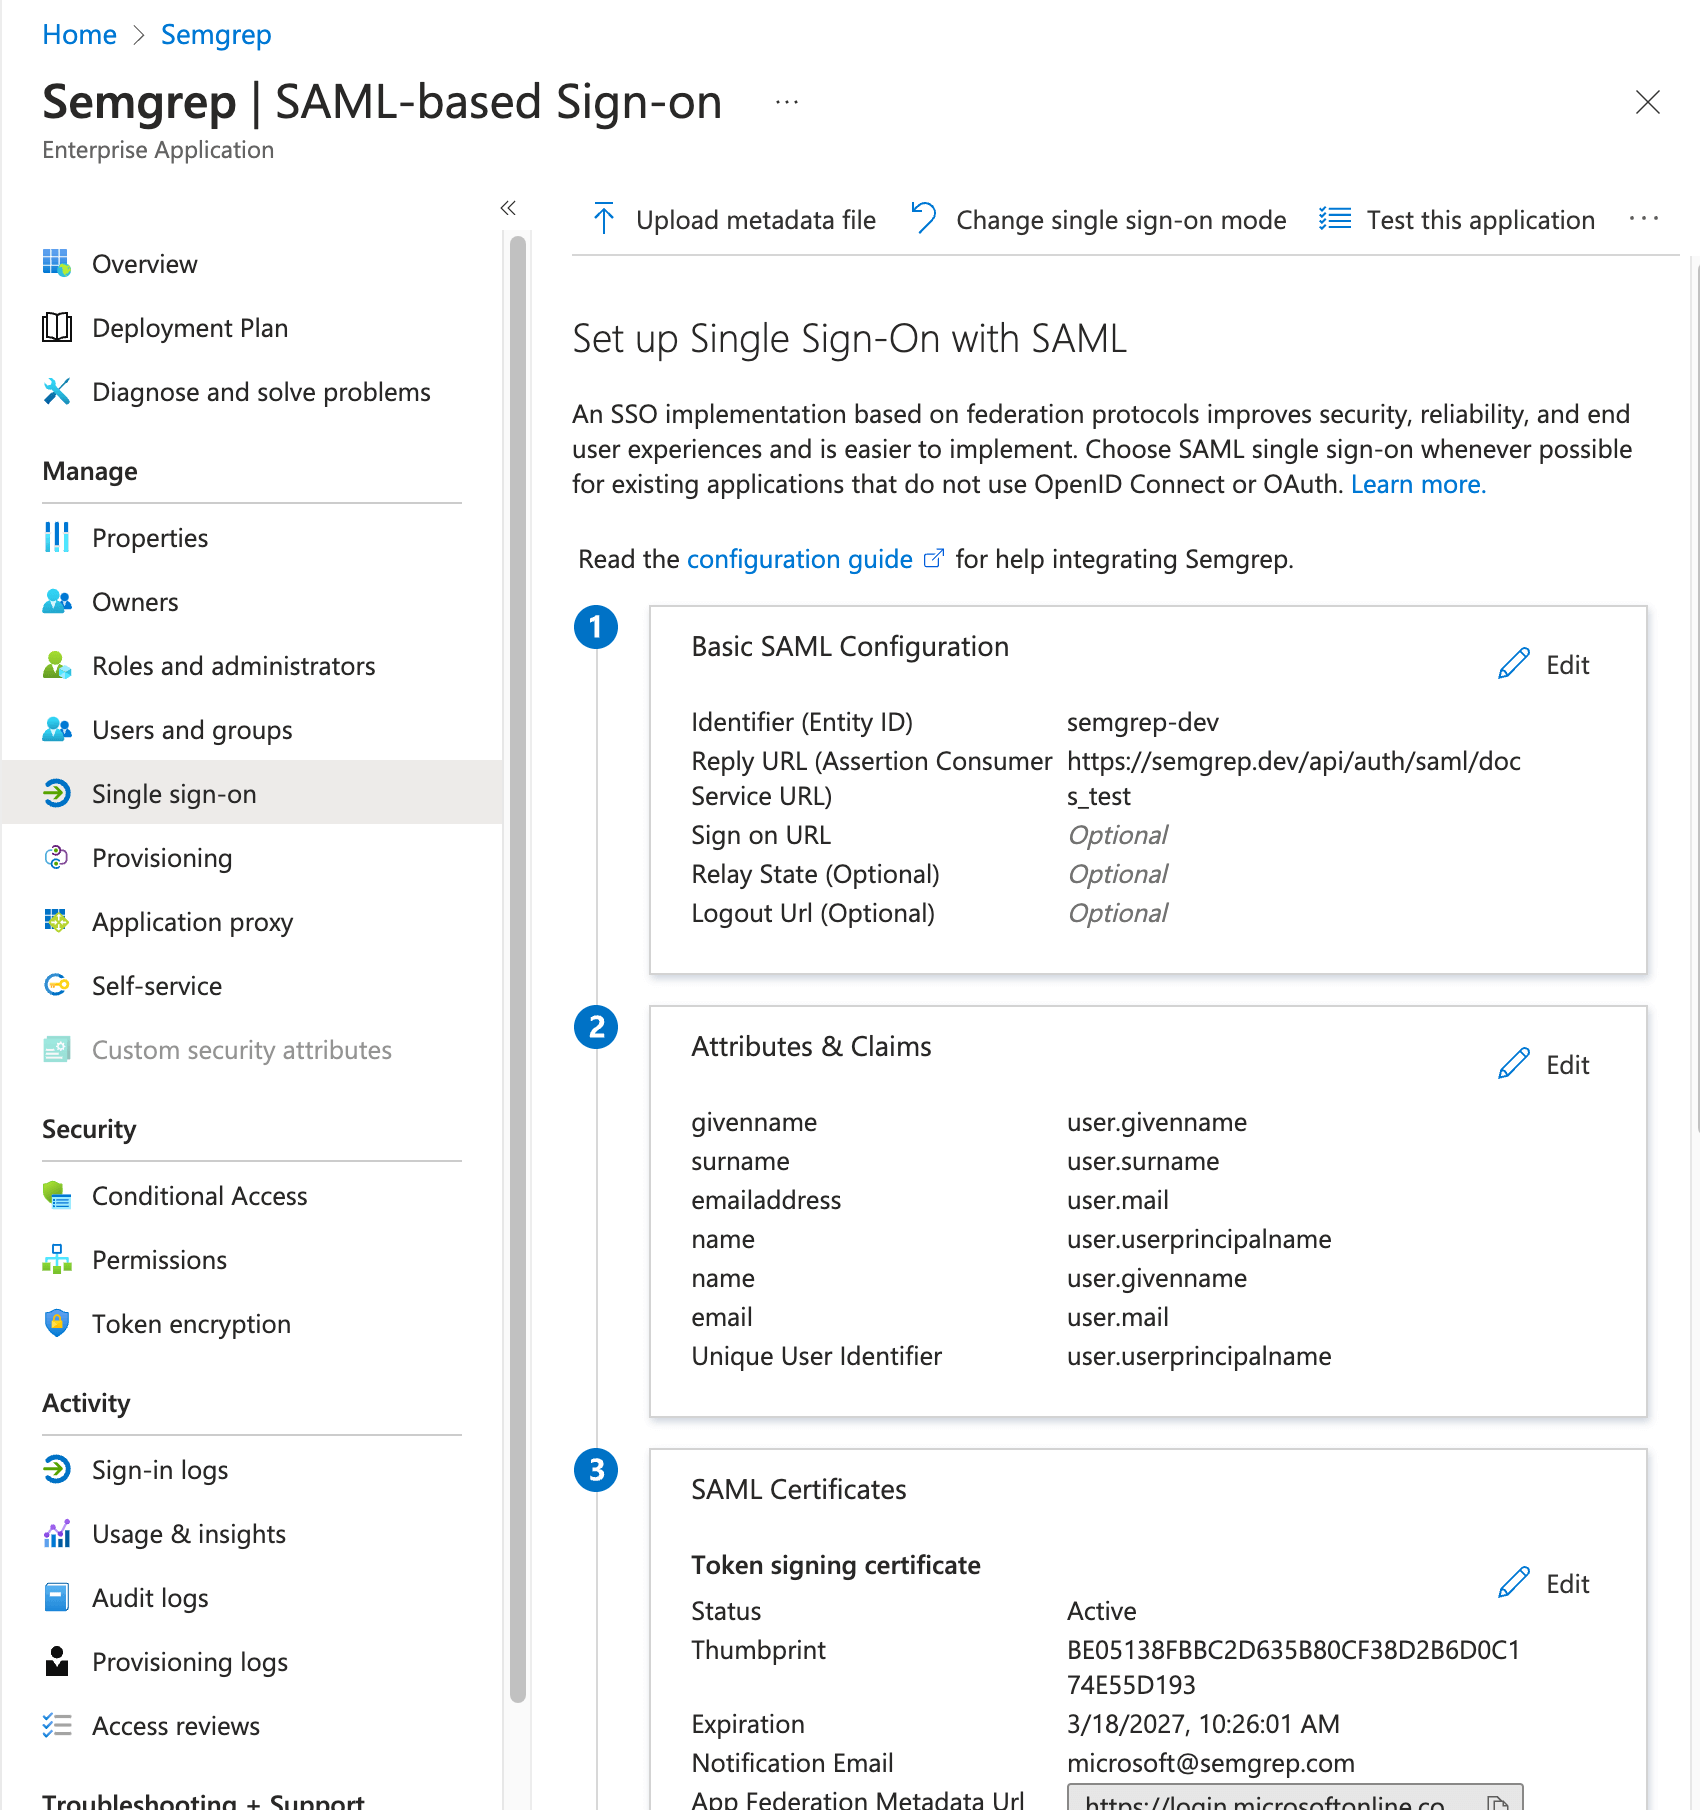 Home > Semgrep
Semgrep | SAML-based Sign-on ...
Enterprise Application
«
Overview
Deployment Plan
Diagnose and solve problems
Manage
Properties
Owners
Roles and administrators
Users and groups
Single sign-on
Provisioning
Application proxy
Self-service
Custom security attributes
Security
Conditional Access
Permissions
Token encryption
Activity
Sign-in logs
Usage & insights
Audit logs
Provisioning logs
Access reviews
Troubleshooting + Support
Upload metadata file Change single sign-on mode Test this application ...
Set up Single Sign-On with SAML
An SSO implementation based on federation protocols improves security, reliability, and end
user experiences and is easier to implement. Choose SAML single sign-on whenever possible
for existing applications that do not use OpenID Connect or OAuth. Learn more.
Read the configuration guide for help integrating Semgrep.
1
Basic SAML Configuration
Edit
Identifier (Entity ID) semgrep-dev
Reply URL (Assertion Consumer https://semgrep.dev/api/auth/saml/doc
Service URL) s_test
Sign on URL Optional
Relay State (Optional) Optional
Logout Url (Optional) Optional
2
Attributes & Claims
Edit
givenname user.givenname
surname user.surname
emailaddress user.mail
name user.userprincipalname
name user.givenname
email user.mail
Unique User Identifier user.userprincipalname
3
SAML Certificates
Token signing certificate
Edit
Status Active
Thumbprint BE05138FBBC2D635B80CF38D2B6D0C1
74E55D193
Expiration 3/18/2027, 10:26:01 AM
Notification Email microsoft@semgrep.com
App Federation Metadata Url https://login.microsoftonline.co